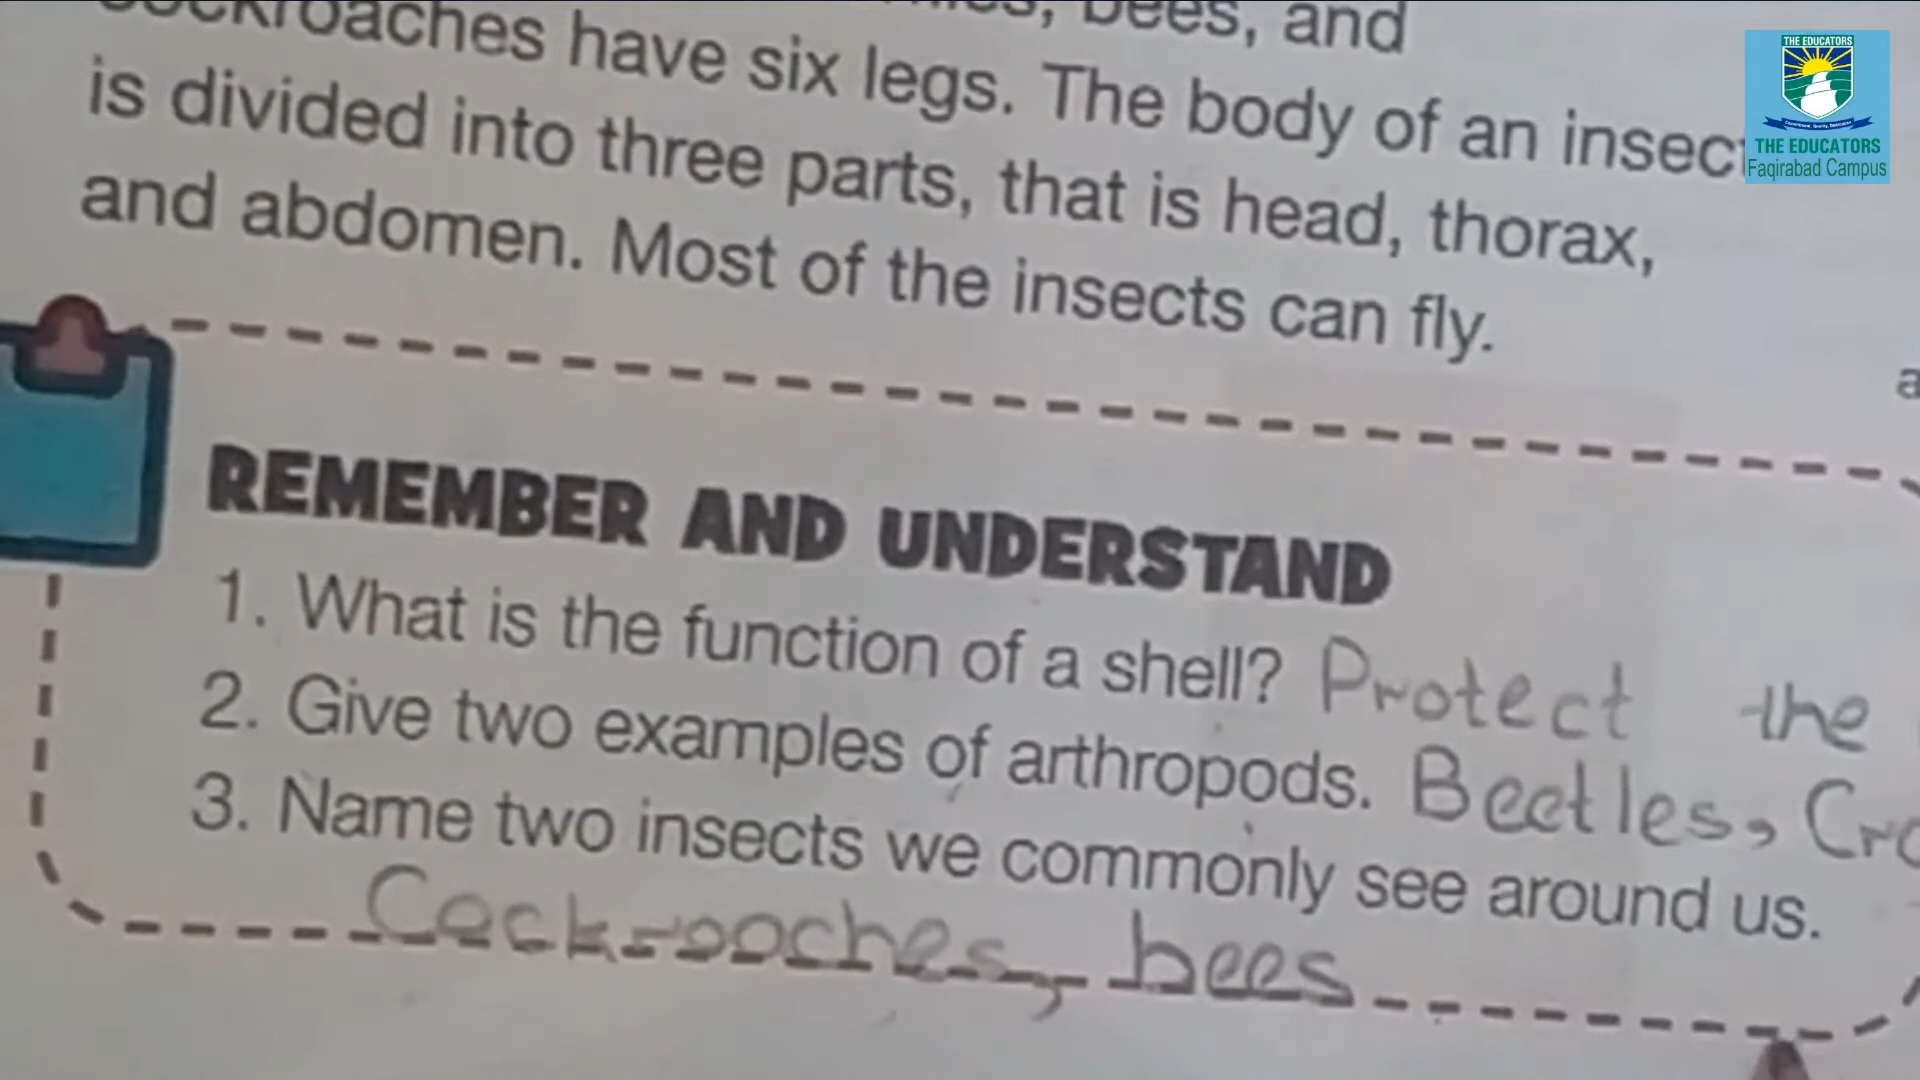 bees, and
cockroaches have six legs. The body of an insect
is divided into three parts, that is head, thorax,
and abdomen. Most of the insects can fly.
REMEMBER AND UNDERSTAND
1. What is the function of a shell? Protect the
2. Give two examples of arthropods. Beetles,
3. Name two insects we commonly see around us.
Cockrooches, bees
THE EDUCATORS
THE EDUCATORS
Faqirabad Campus